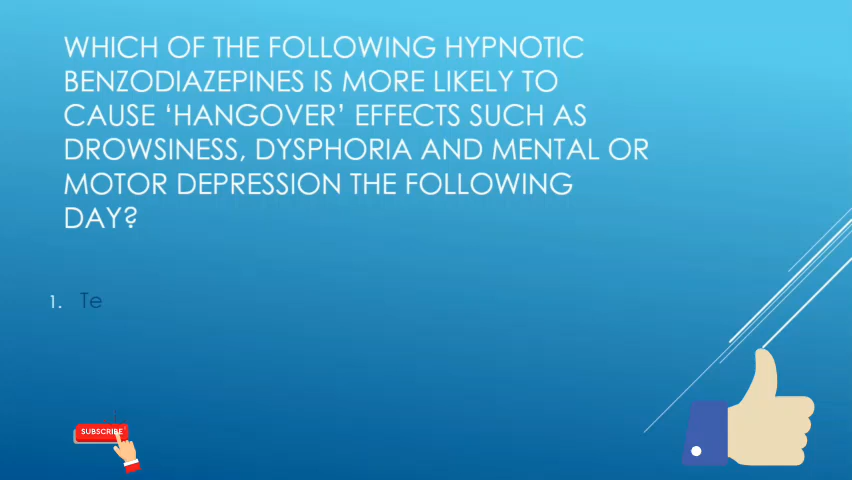 WHICH OF THE FOLLOWING HYPNOTIC
BENZODIAZEPINES IS MORE LIKELY TO
CAUSE ‘HANGOVER’ EFFECTS SUCH AS
DROWSINESS, DYSPHORIA AND MENTAL OR
MOTOR DEPRESSION THE FOLLOWING
DAY?
1. Te
SUBSCRIBE